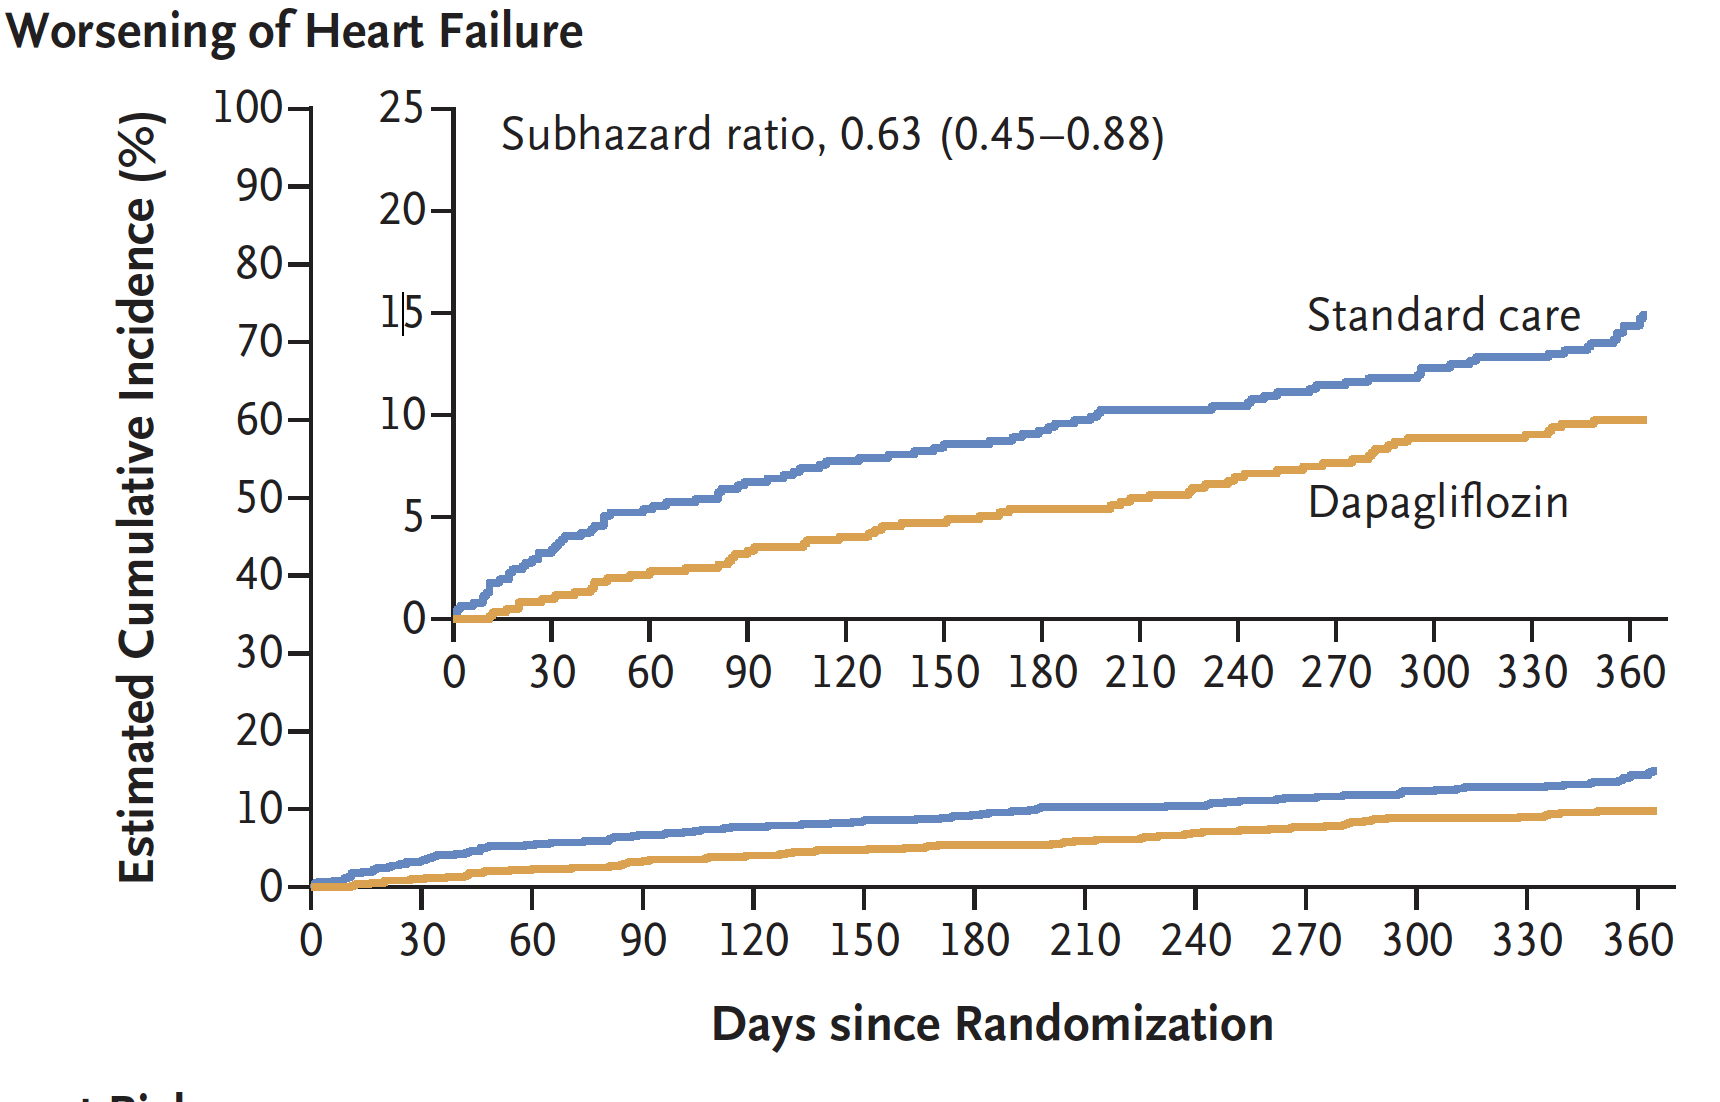 Worsening of Heart Failure
Estimated Cumulative Incidence (%)
100
90
80
70
60
50
40
30
20
10
0
25
20
15
10
5
0
Subhazard ratio, 0.63 (0.45–0.88)
Standard care
Dapagliflozin
0 30 60 90 120 150 180 210 240 270 300 330 360
0 30 60 90 120 150 180 210 240 270 300 330 360
Days since Randomization